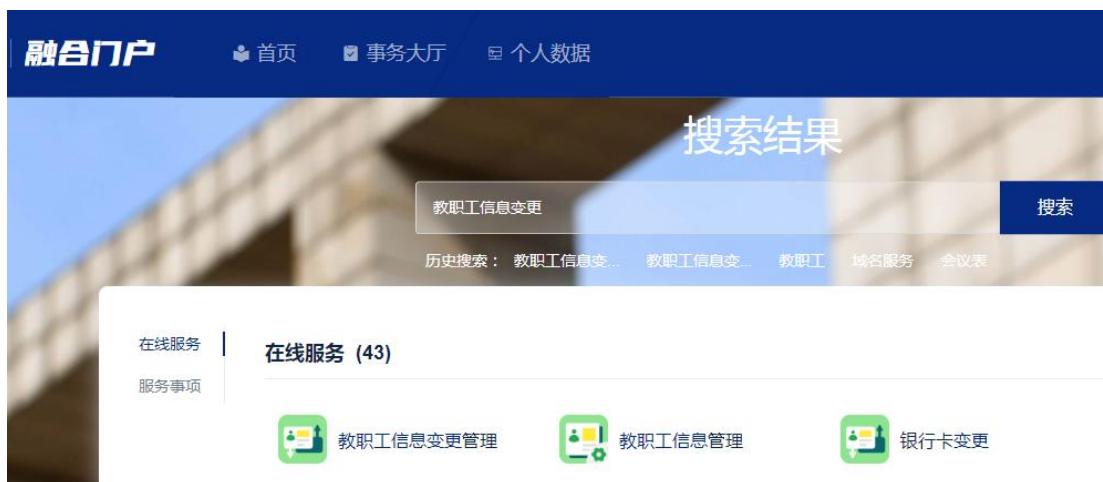 融合门户 首页 事务大厅 个人数据
搜索结果
教职工信息变更 搜索
历史搜索： 教职工信息变... 教职工信息变... 教职工 域名服务 会议表
在线服务
服务事项
在线服务 (43)
教职工信息变更管理 教职工信息管理 银行卡变更